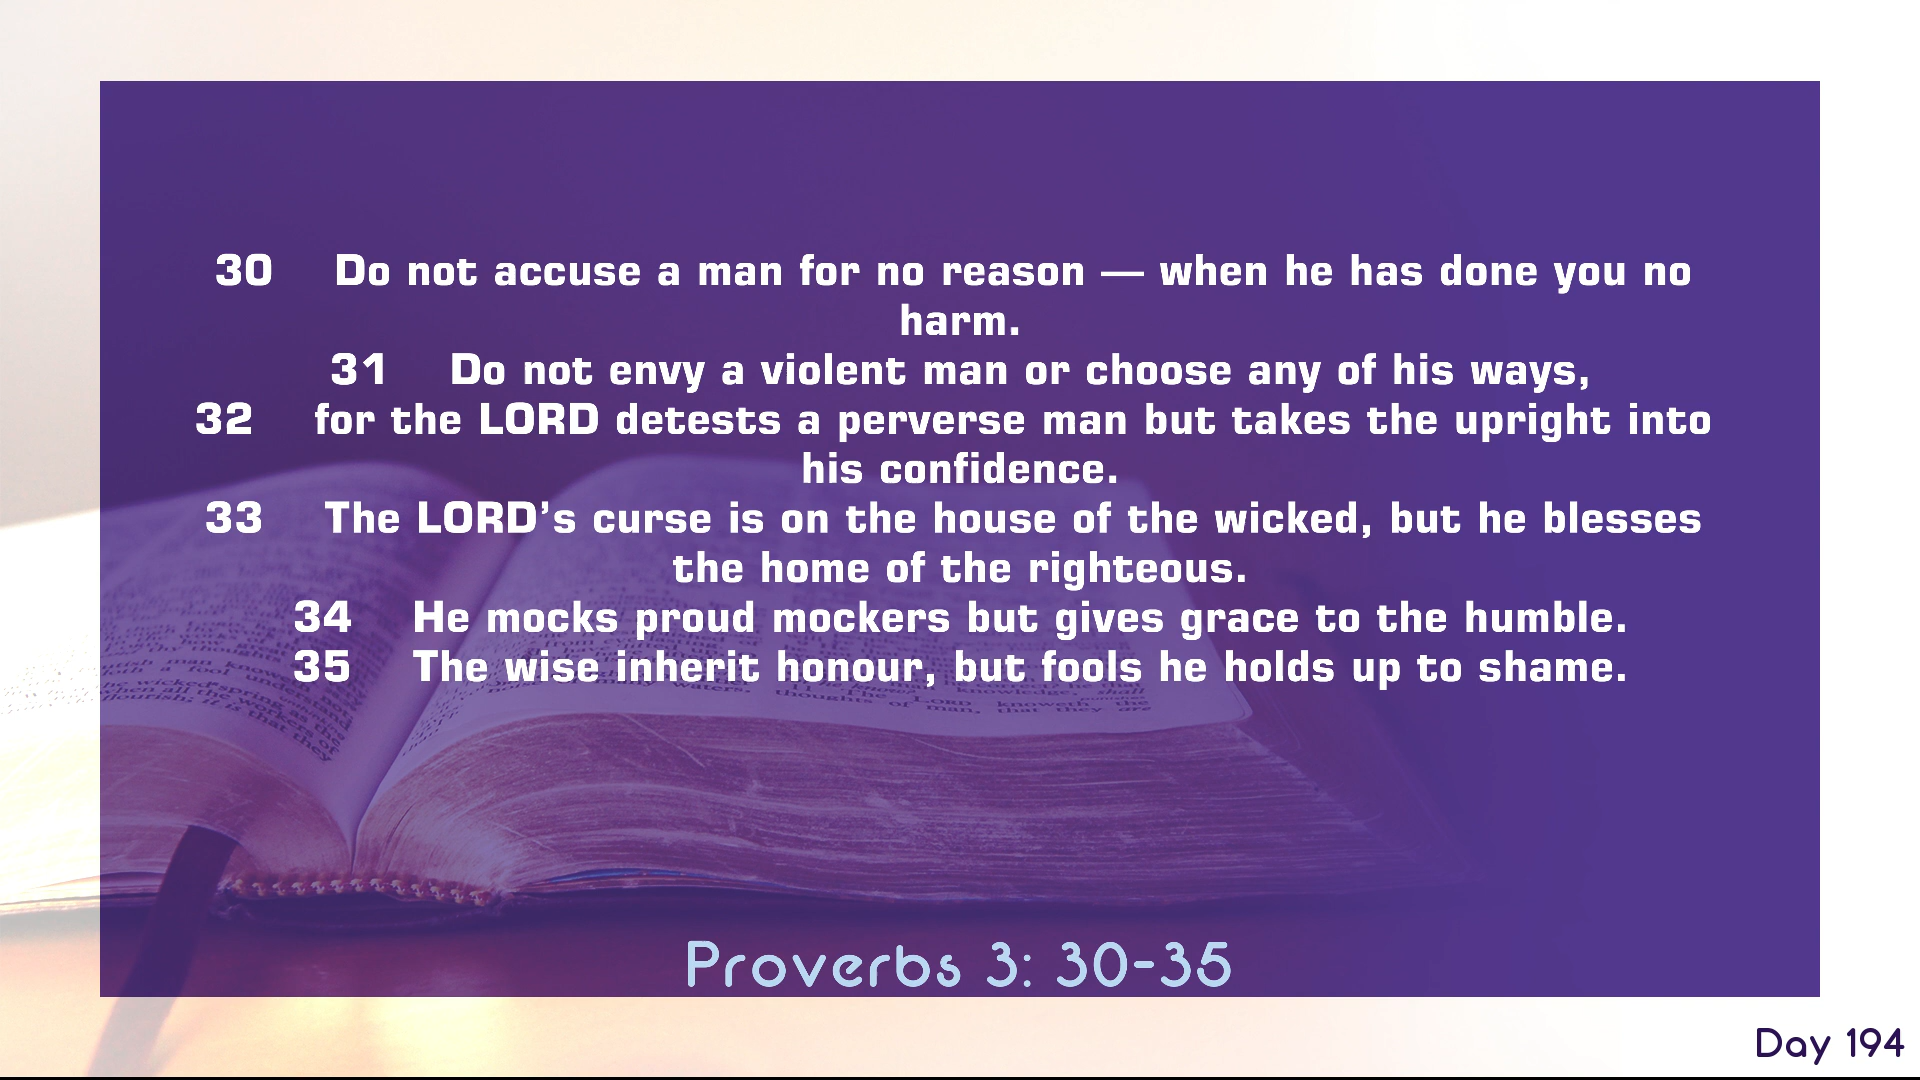 30 Do not accuse a man for no reason — when he has done you no
harm.
31 Do not envy a violent man or choose any of his ways,
32 for the LORD detests a perverse man but takes the upright into
his confidence.
33 The LORD’s curse is on the house of the wicked, but he blesses
the home of the righteous.
34 He mocks proud mockers but gives grace to the humble.
35 The wise inherit honour, but fools he holds up to shame.
Proverbs 3: 30-35
Day 194